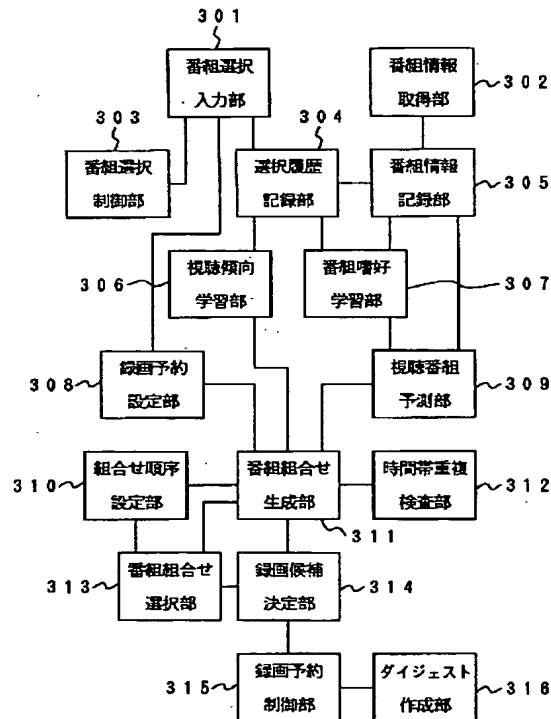 301
番組選択
入力部
番組情報
取得部
302
303
番組選択
制御部
304
選択履歴
記録部
番組情報
記録部
305
306
視聴傾向
学習部
番組嗜好
学習部
307
308
録画予約
設定部
視聴番組
予測部
309
310
組合せ順序
設定部
番組組合せ
生成部
311
時間帯重複
検査部
312
313
番組組合せ
選択部
録画候補
決定部
314
315
録画予約
制御部
ダイジェスト
作成部
316